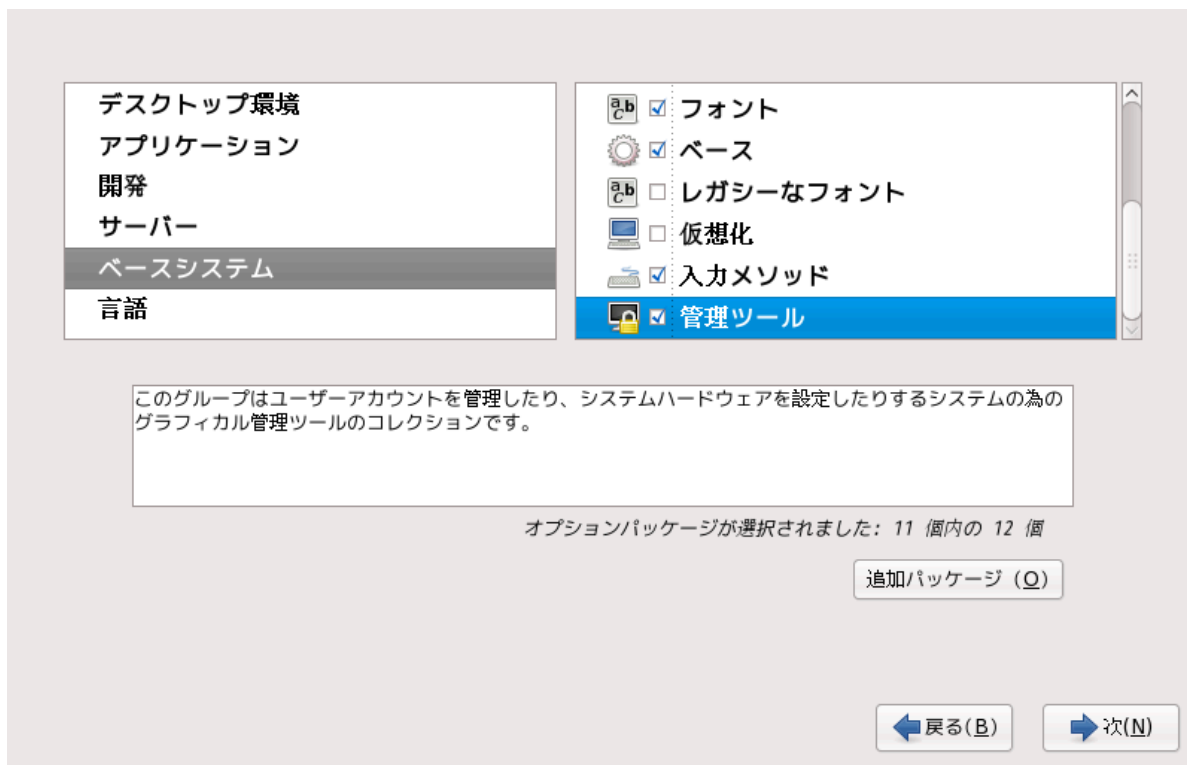 デスクトップ環境
アプリケーション
開発
サーバー
ベースシステム
言語
フォント
ベース
レガシーなフォント
仮想化
入力メソッド
管理ツール
このグループはユーザーアカウントを管理したり、システムハードウェアを設定したりするシステムの為の
グラフィカル管理ツールのコレクションです。
オプションパッケージが選択されました: 11 個内の 12 個
追加パッケージ (O)
戻る(B)
次(N)